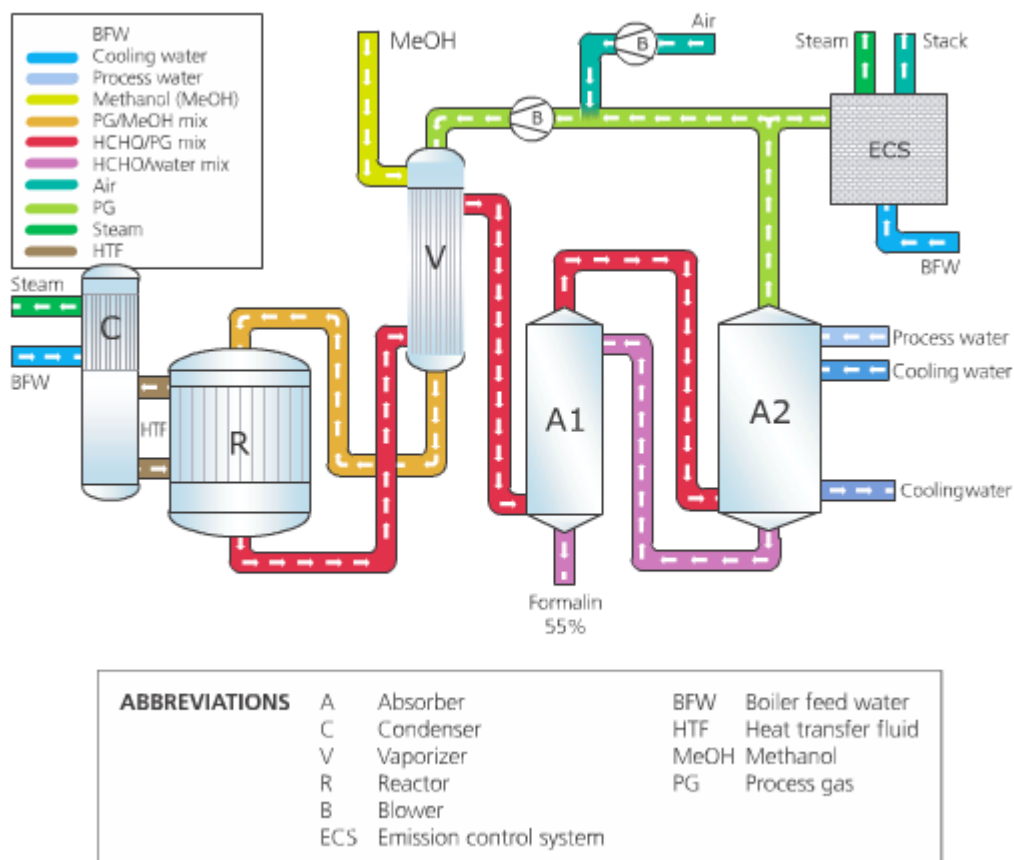 BFW
Cooling water
Process water
Methanol (MeOH)
PG/MeOH mix
HCHO/PG mix
HCHO/water mix
Air
PG
Steam
HTF
MeOH
Air
B
B
Steam
Stack
ECS
BFW
Steam
C
BFW
HTF
R
V
A1
A2
Process water
Cooling water
Coolingwater
Formalin
55%
ABBREVIATIONS
A Absorber
C Condenser
V Vaporizer
R Reactor
B Blower
ECS Emission control system
BFW Boiler feed water
HTF Heat transfer fluid
MeOH Methanol
PG Process gas